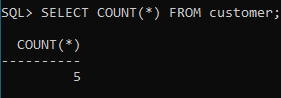 SQL> SELECT COUNT(*) FROM customer;
COUNT(*)
----------
5